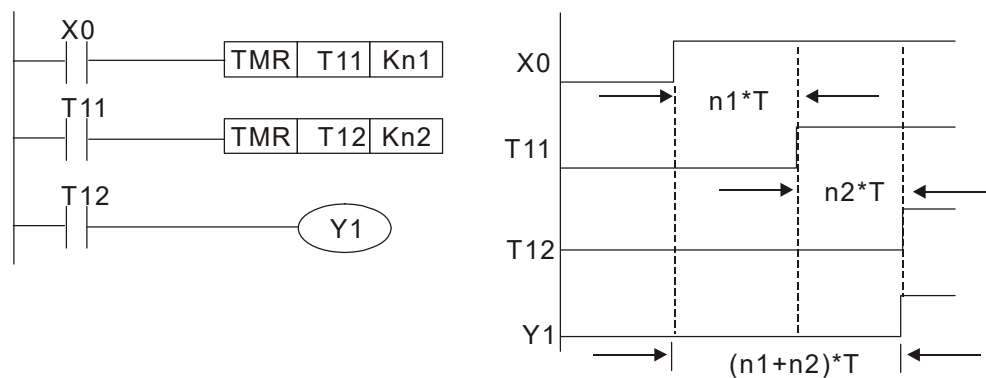 X0
TMR T11 Kn1
T11
TMR T12 Kn2
T12
Y1
X0
n1*T
T11
n2*T
T12
Y1
(n1+n2)*T